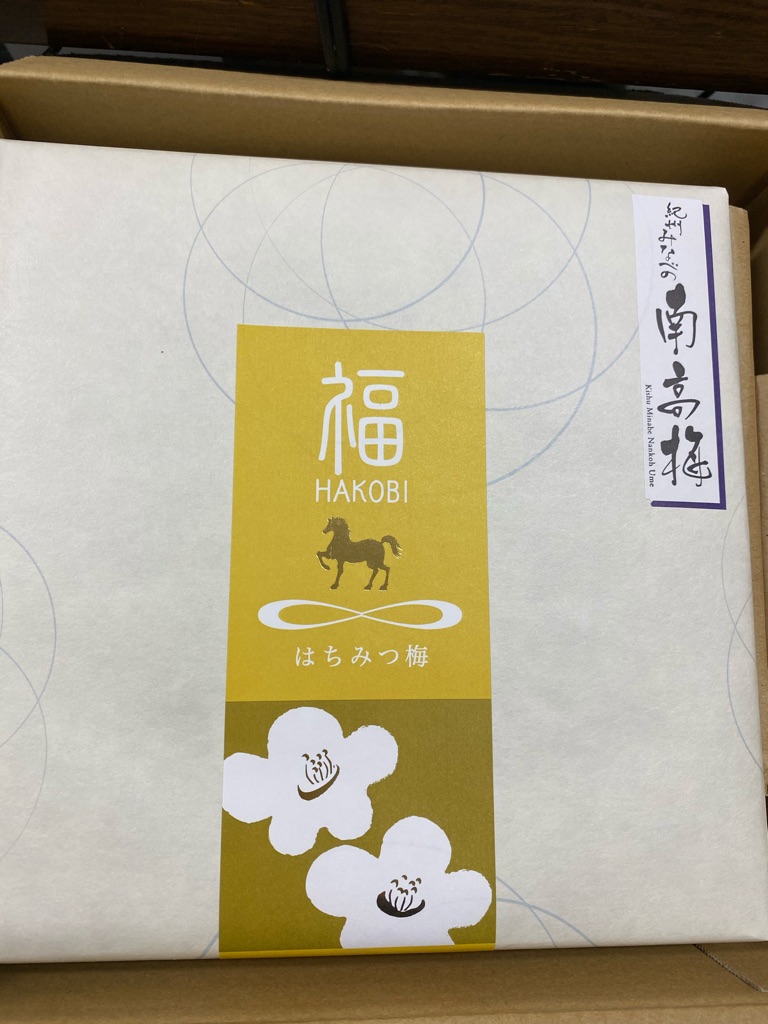 福
HAKOBI
はちみつ梅
紀州みなべの
南高梅
Kishu Minabe Nankoh Ume